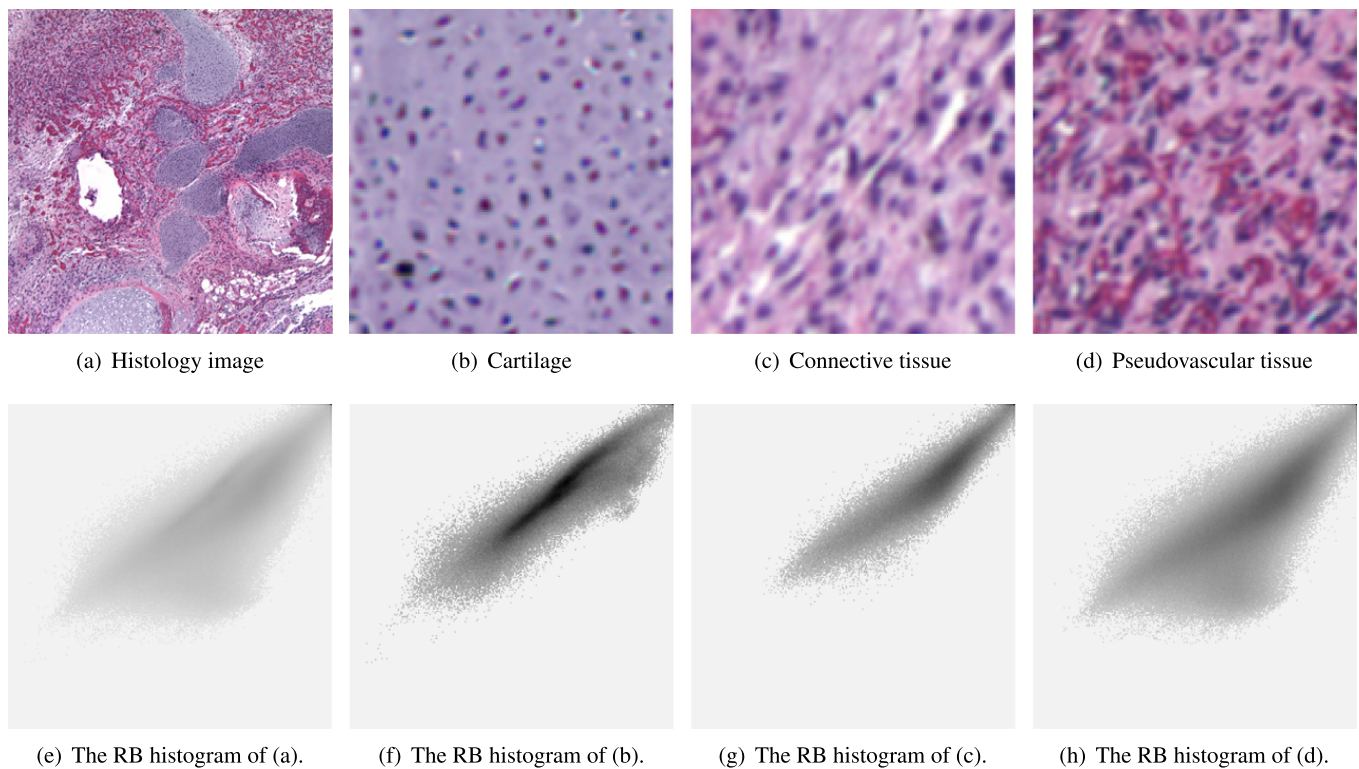 (a) Histology image
(b) Cartilage
(c) Connective tissue
(d) Pseudovascular tissue
(e) The RB histogram of (a).
(f) The RB histogram of (b).
(g) The RB histogram of (c).
(h) The RB histogram of (d).